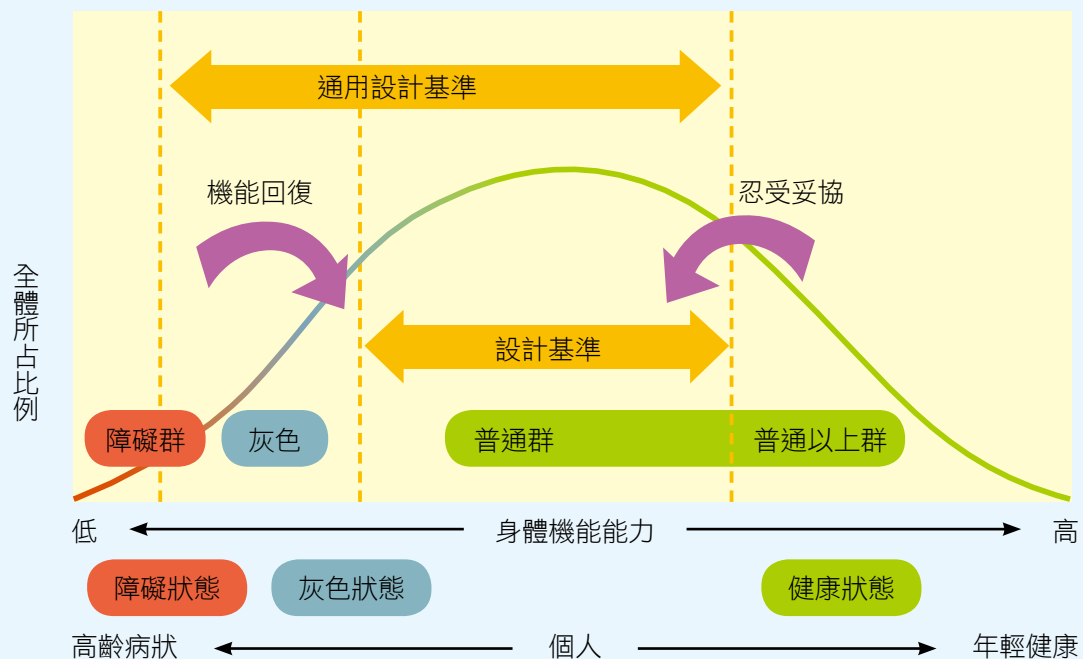 通用設計基準
機能回復
忍受妥協
全體所占比例
設計基準
障礙群
灰色
普通群
普通以上群
低
身體機能能力
高
障礙狀態
灰色狀態
健康狀態
高齡病狀
個人
年輕健康